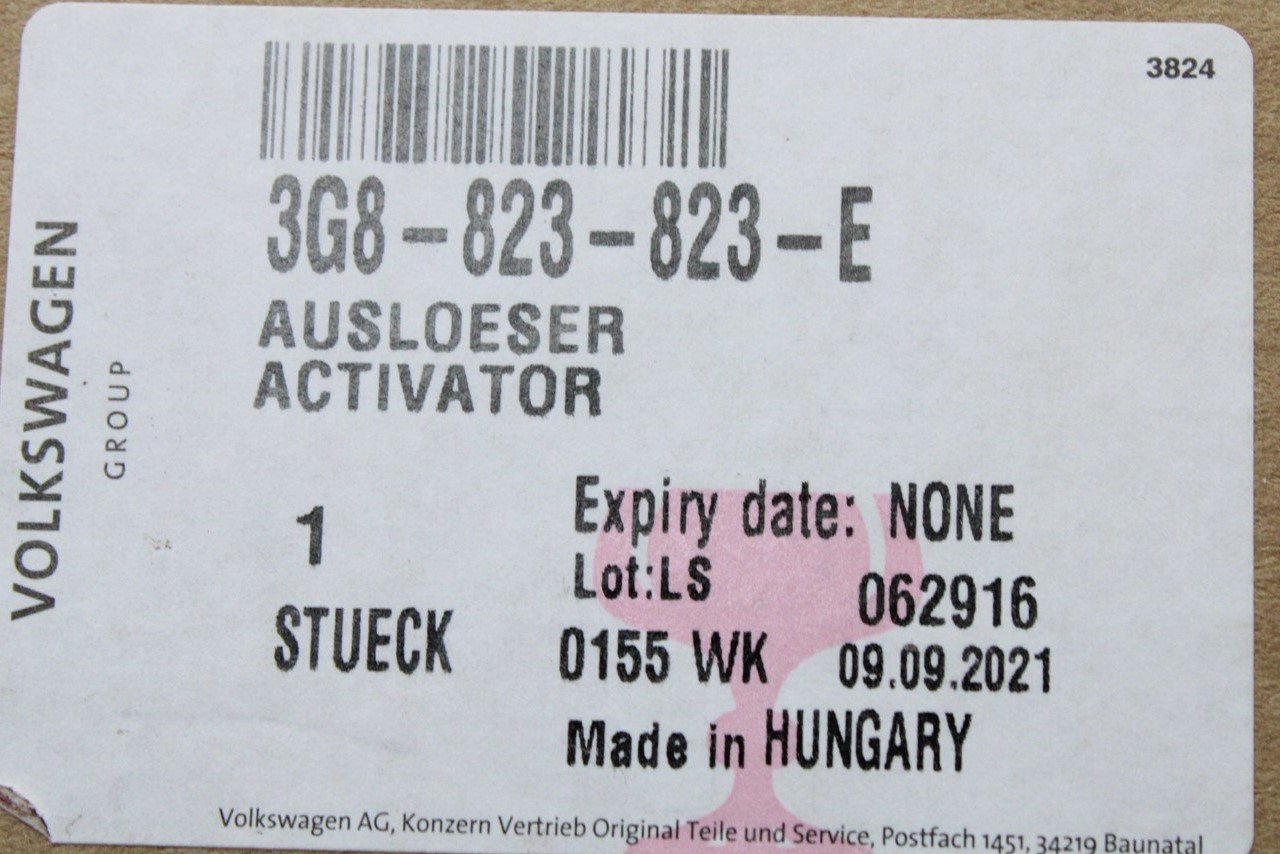 3824
3G8-823-823-E
AUSLOESER
ACTIVATOR
VOLKSWAGEN
GROUP
1
STUECK
Expiry date: NONE
Lot:LS 062916
0155 WK 09.09.2021
Made in HUNGARY
Volkswagen AG, Konzern Vertrieb Original Teile und Service, Postfach 1451, 34219 Baunatal